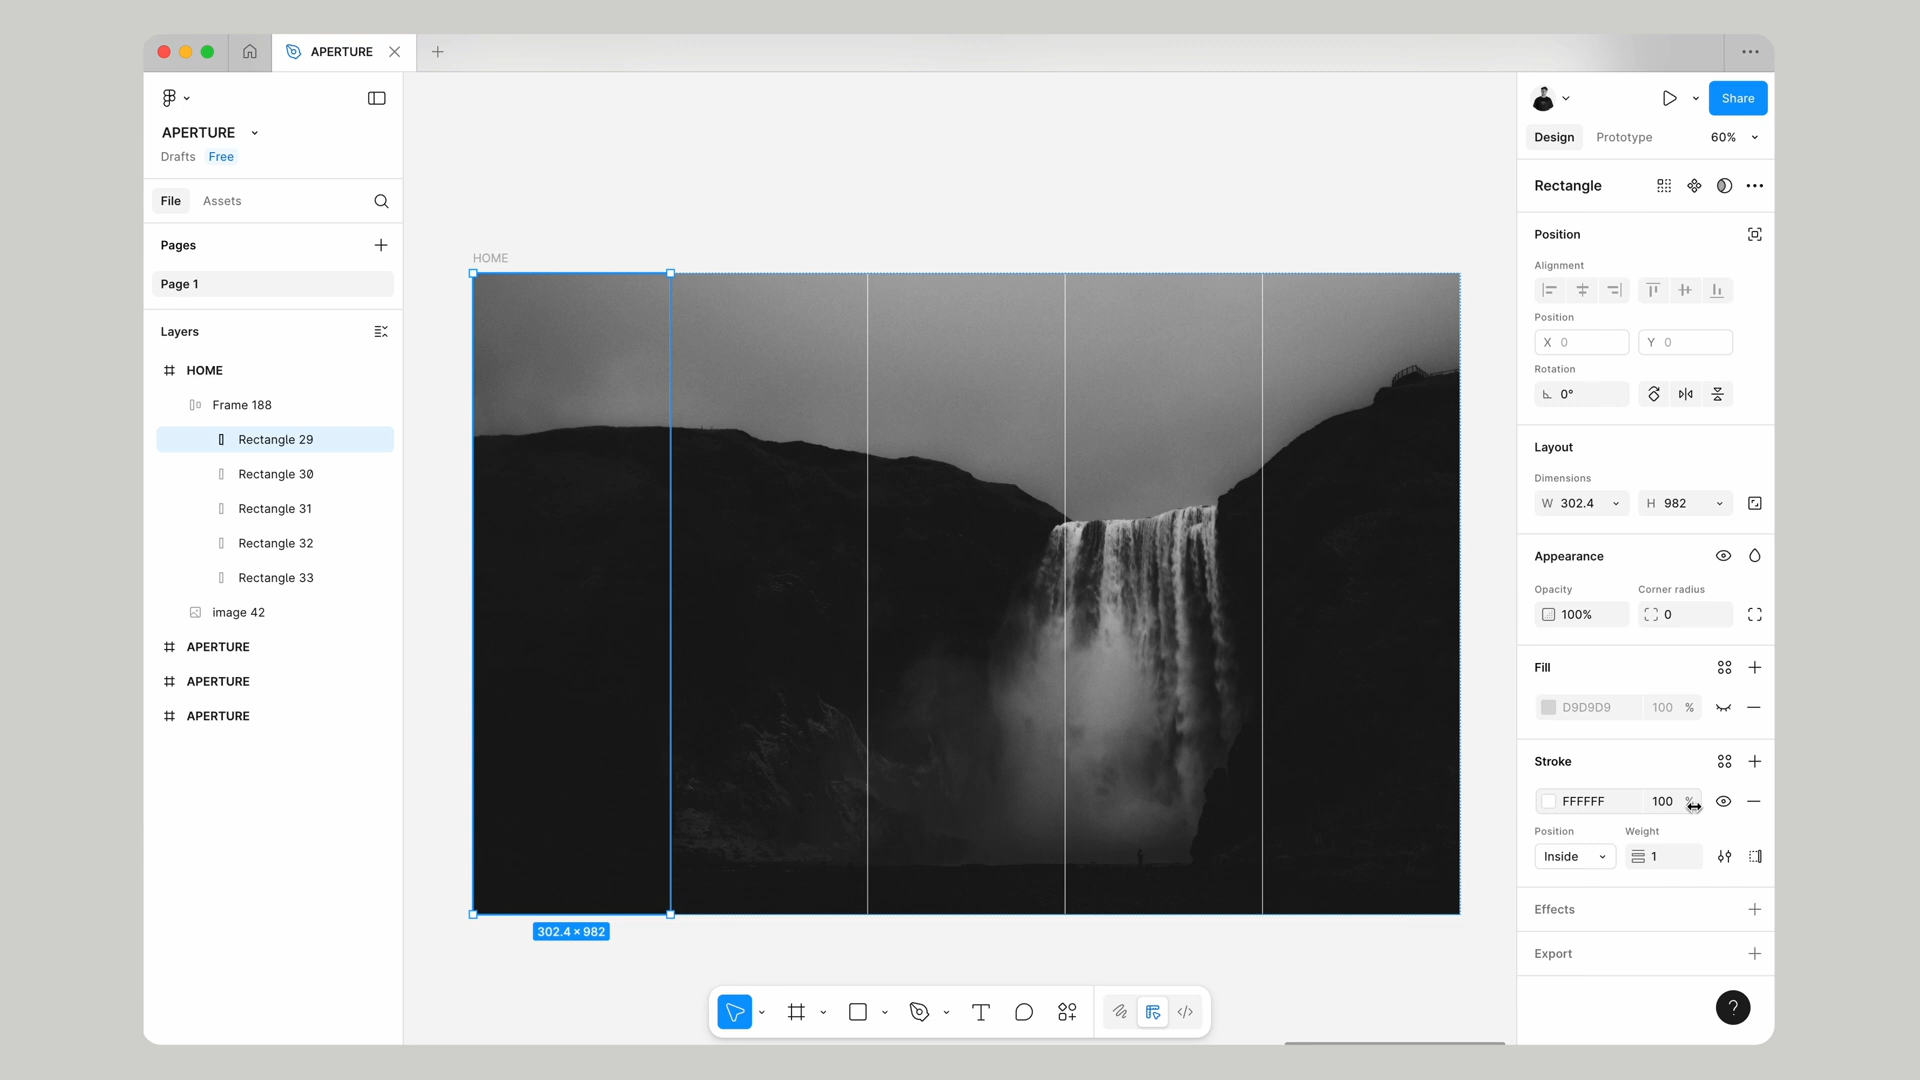 APERTURE
APERTURE
Drafts Free
File Assets
Pages
Page 1
Layers
HOME
Frame 188
Rectangle 29
Rectangle 30
Rectangle 31
Rectangle 32
Rectangle 33
image 42
APERTURE
APERTURE
APERTURE
HOME
302.4 × 982
Share
Design Prototype 60%
Rectangle
Position
Alignment
Position
X 0 Y 0
Rotation
0°
Layout
Dimensions
W 302.4 H 982
Appearance
Opacity Corner radius
100% 0
Fill
D9D9D9 100 %
Stroke
FFFFFF 100 %
Position Weight
Inside 1
Effects
Export
?